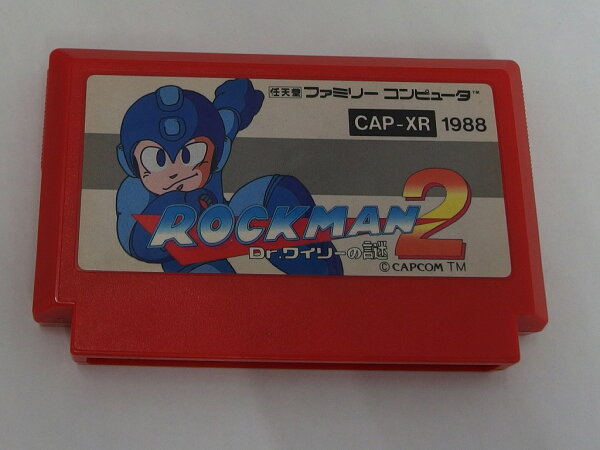 任天堂 ファミリー コンピュータ™
CAP-XR 1988
ROCKMAN 2
Dr.ワイリーの謎
© CAPCOM TM